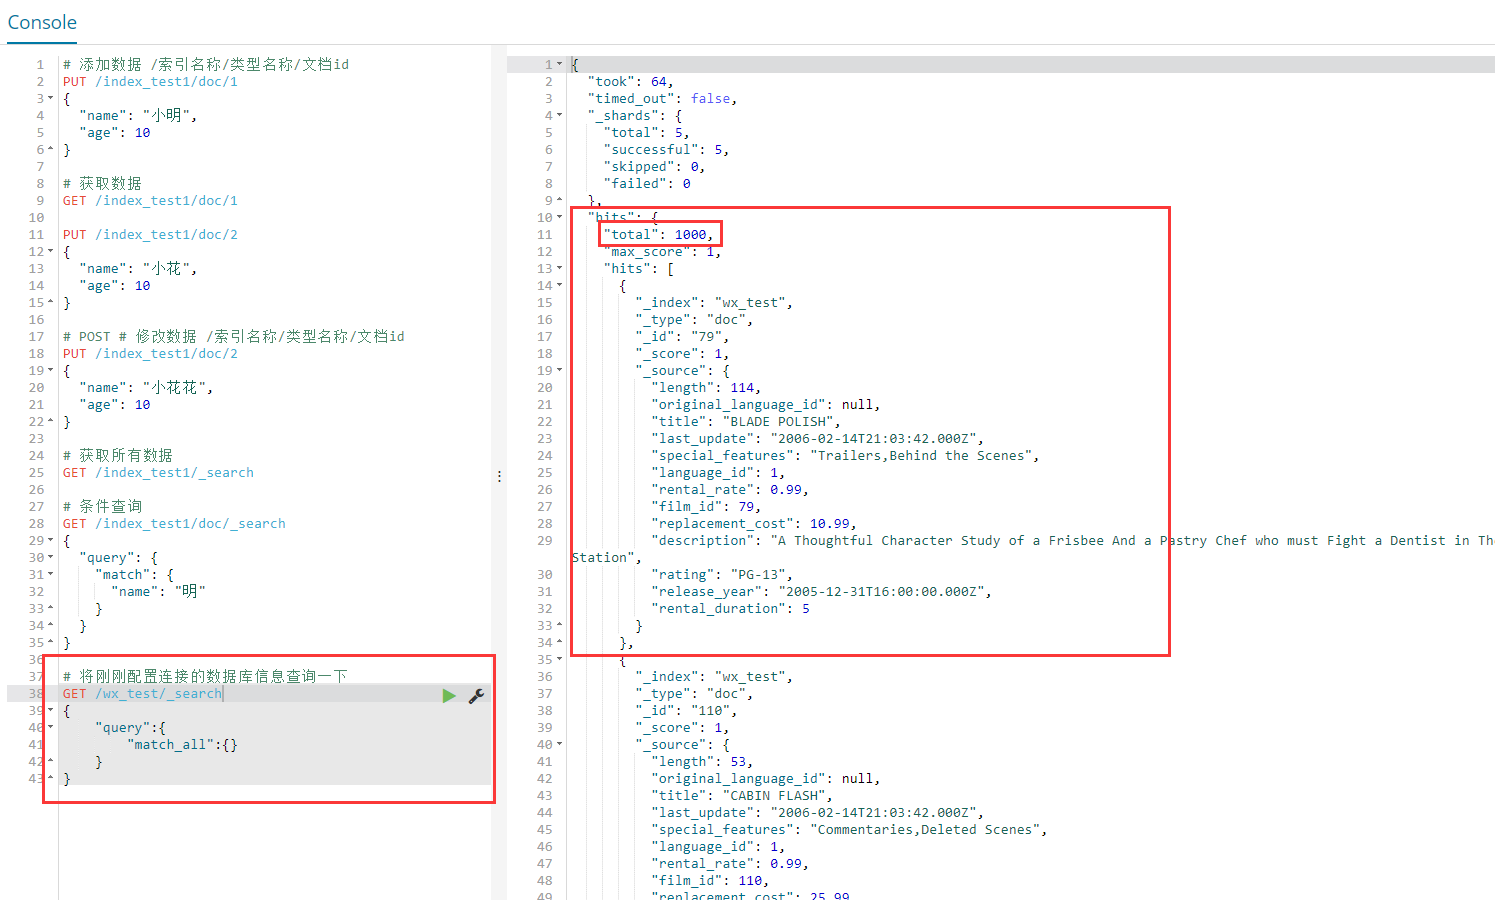 Console
1 # 添加数据 /索引名称/类型名称/文档id
2 PUT /index_test1/doc/1
3 {
4 "name": "小明",
5 "age": 10
6 }
7
8 # 获取数据
9 GET /index_test1/doc/1
10
11 PUT /index_test1/doc/2
12 {
13 "name": "小花",
14 "age": 10
15 }
16
17 # POST # 修改数据 /索引名称/类型名称/文档id
18 PUT /index_test1/doc/2
19 {
20 "name": "小花花",
21 "age": 10
22 }
23
24 # 获取所有数据
25 GET /index_test1/_search
26
27 # 条件查询
28 GET /index_test1/doc/_search
29 {
30 "query": {
31 "match": {
32 "name": "明"
33 }
34 }
35 }
36
37 # 将刚刚配置连接的数据库信息查询一下
38 GET /wx_test/_search
39 {
40 "query":{
41 "match_all":{}
42 }
43 }
1 {
2 "took": 64,
3 "timed_out": false,
4 "_shards": {
5 "total": 5,
6 "successful": 5,
7 "skipped": 0,
8 "failed": 0
9 },
10 "hits": {
11 "total": 1000,
12 "max_score": 1,
13 "hits": [
14 {
15 "_index": "wx_test",
16 "_type": "doc",
17 "_id": "79",
18 "_score": 1,
19 "_source": {
20 "length": 114,
21 "original_language_id": null,
22 "title": "BLADE POLISH",
23 "last_update": "2006-02-14T21:03:42.000Z",
24 "special_features": "Trailers,Behind the Scenes",
25 "language_id": 1,
26 "rental_rate": 0.99,
27 "film_id": 79,
28 "replacement_cost": 10.99,
29 "description": "A Thoughtful Character Study of a Frisbee And a Pastry Chef who must Fight a Dentist in
Station",
30 "rating": "PG-13",
31 "release_year": "2005-12-31T16:00:00.000Z",
32 "rental_duration": 5
33 }
34 },
35 {
36 "_index": "wx_test",
37 "_type": "doc",
38 "_id": "110",
39 "_score": 1,
40 "_source": {
41 "length": 53,
42 "original_language_id": null,
43 "title": "CABIN FLASH",
44 "last_update": "2006-02-14T21:03:42.000Z",
45 "special_features": "Commentaries,Deleted Scenes",
46 "language_id": 1,
47 "rental_rate": 0.99,
48 "film_id": 110,
49 "replacement_cost": 25.99